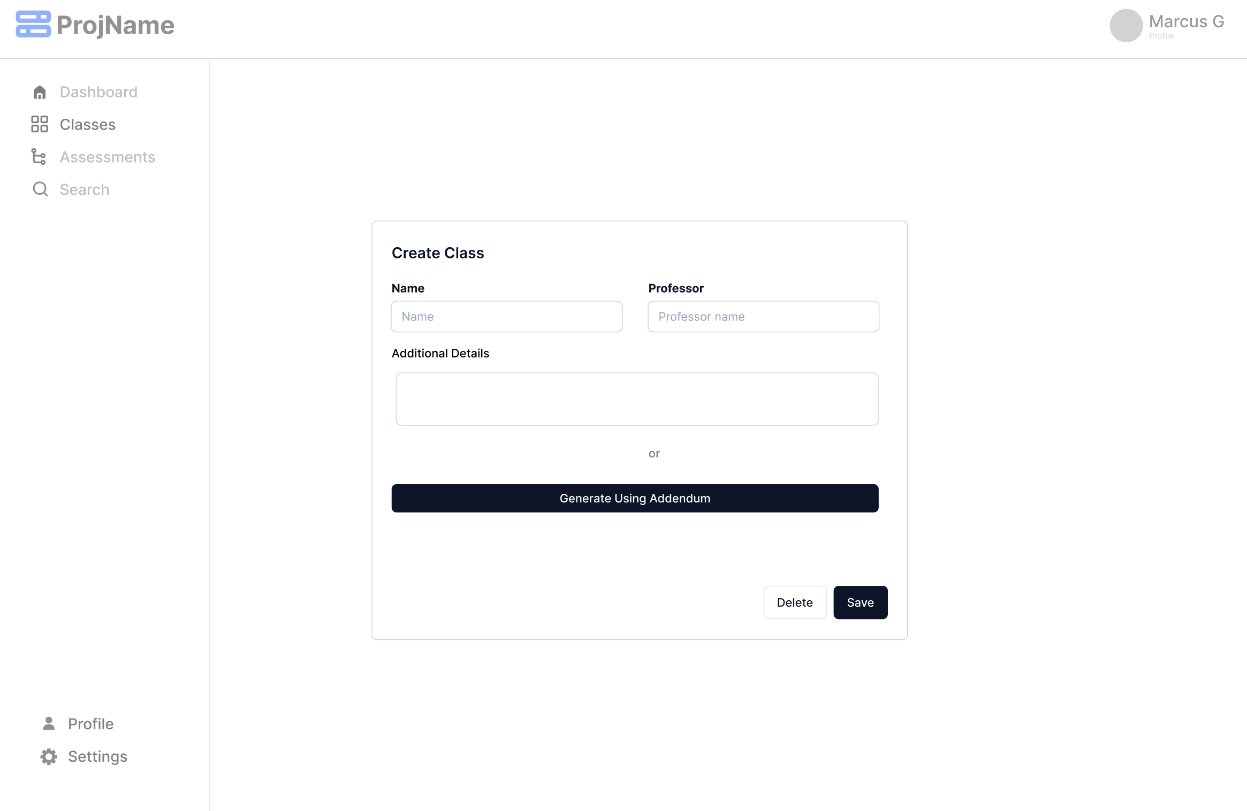 ProjName
Marcus G
Profile
Dashboard
Classes
Assessments
Search
Create Class
Name
Professor
Name
Professor name
Additional Details
or
Generate Using Addendum
Delete
Save
Profile
Settings